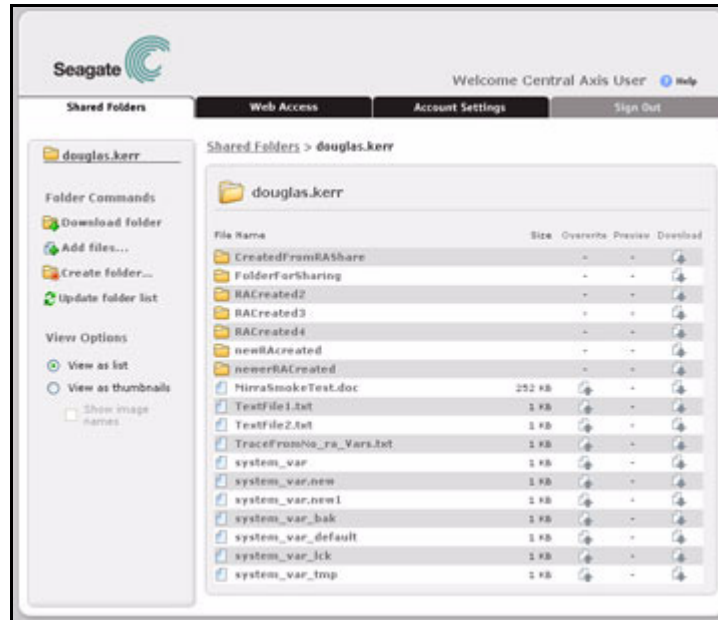 Seagate
Welcome Central Axis User Help
Shared Folders Web Access Account Settings Sign Out
douglas.kerr
Folder Commands
Download folder
Add files...
Create folder...
Update folder list
View Options
View as list
View as thumbnails
Show image names
Shared Folders > douglas.kerr
douglas.kerr
File Name Size Overwrite Preview Download
CreatedFromRAShare - -
FolderForSharing - -
RACreated2 - -
RACreated3 - -
RACreated4 - -
newRAcreated - -
newerRACreated - -
MirraSmokeTest.doc 252 KB -
TextFile1.txt 1 KB -
TextFile2.txt 1 KB -
TraceFromNo_ra_Vars.txt 1 KB -
system_var 1 KB -
system_var.new 1 KB -
system_var.new1 1 KB -
system_var_bak 1 KB -
system_var_default 1 KB -
system_var_lck 1 KB -
system_var_tmp 1 KB -